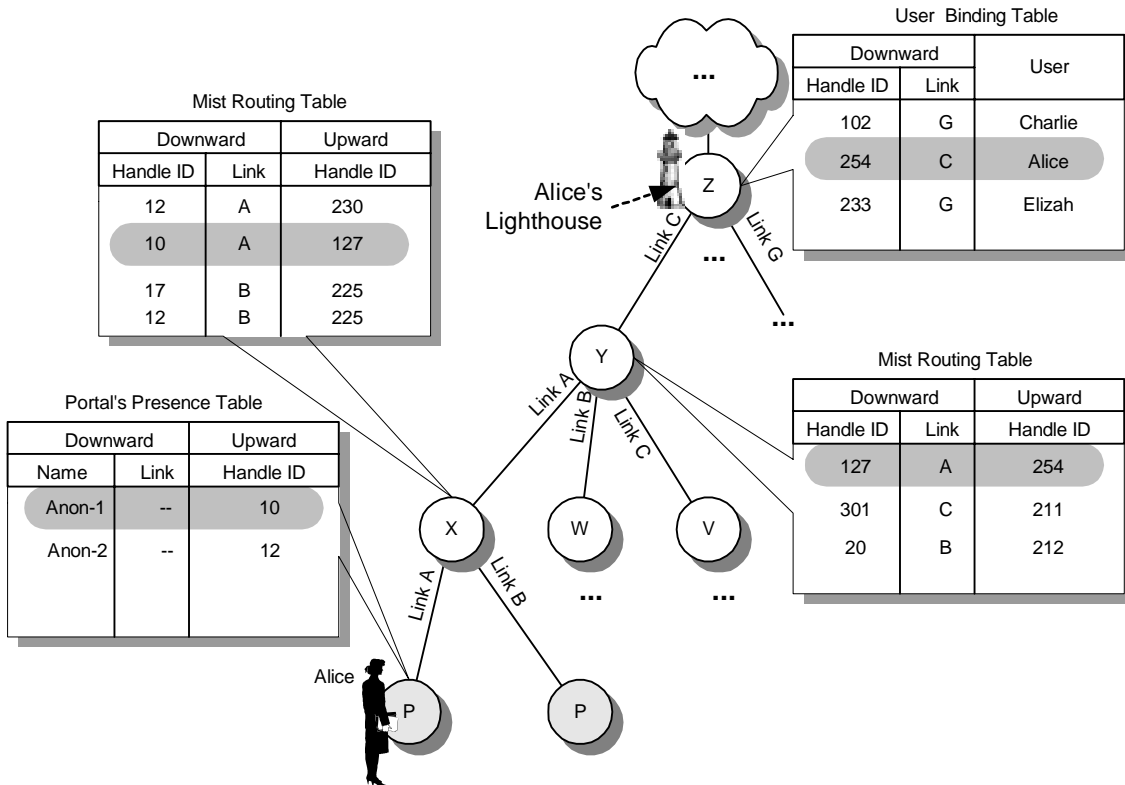 User Binding Table
Downward User
Handle ID Link
102 G Charlie
254 C Alice
233 G Elizah
...
Mist Routing Table
Downward Upward
Handle ID Link Handle ID
12 A 230
10 A 127
17 B 225
12 B 225
Z
Alice's
Lighthouse
Link C
Link G
...
...
Y
Link A
Link B
Link C
Mist Routing Table
Downward Upward
Handle ID Link Handle ID
127 A 254
301 C 211
20 B 212
Portal's Presence Table
Downward Upward
Name Link Handle ID
Anon-1 -- 10
Anon-2 -- 12
X
W
V
...
...
Link A
Link B
Alice
P
P